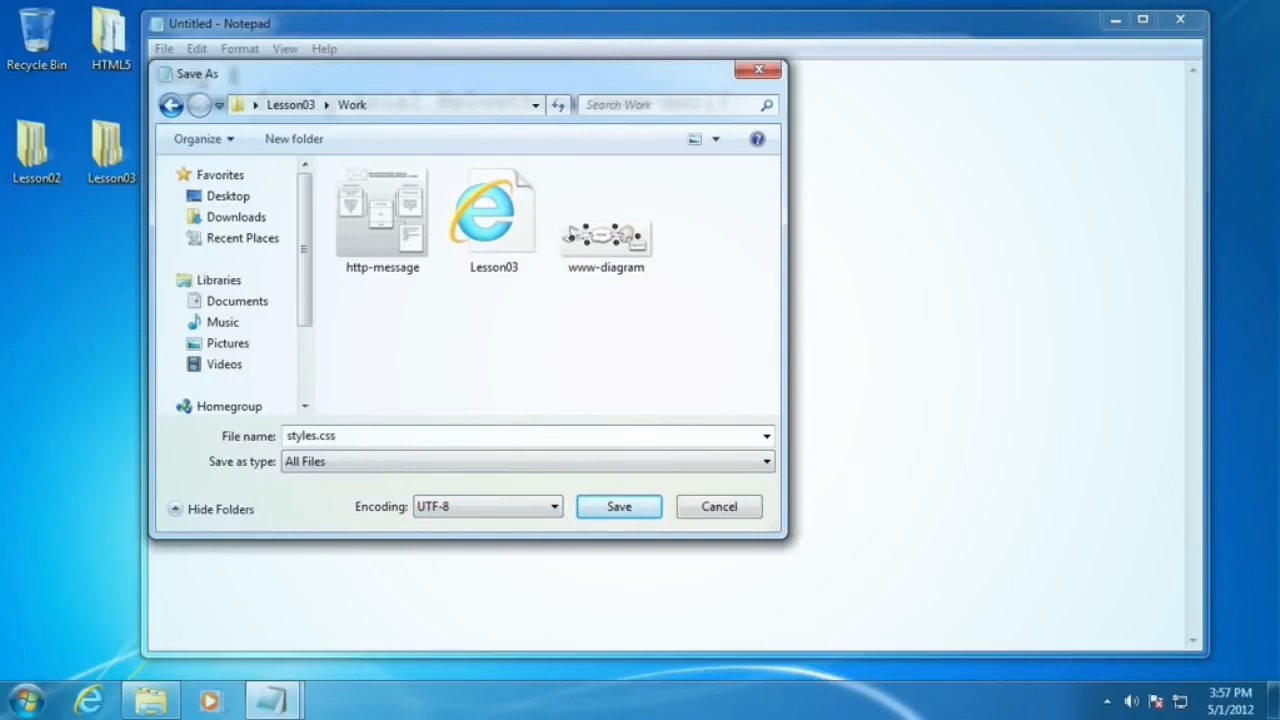 Recycle Bin
HTML5
Lesson02
Lesson03
Untitled - Notepad
File Edit Format View Help
Save As
Lesson03 Work
Search Work
Organize
New folder
Favorites
Desktop
Downloads
Recent Places
Libraries
Documents
Music
Pictures
Videos
Homegroup
http-message
Lesson03
www-diagram
File name: styles.css
Save as type: All Files
Hide Folders
Encoding: UTF-8
Save
Cancel
3:57 PM
5/1/2012